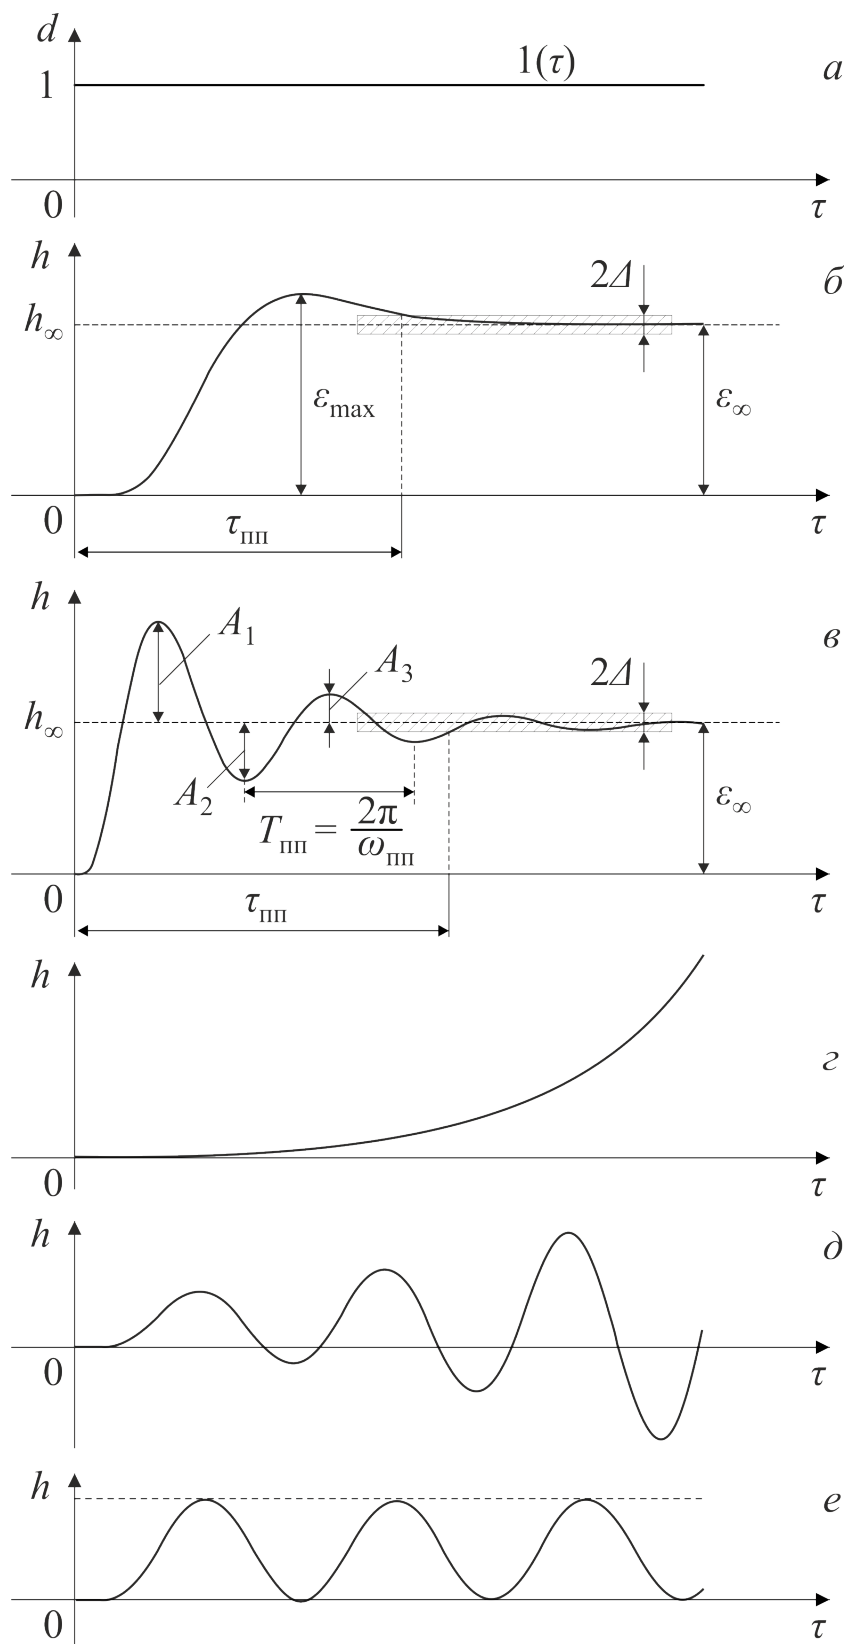 d
1(τ)
а
1
0
τ
h
2Δ
б
h∞
εmax
ε∞
0
τпп
τ
h
A1
в
A3
2Δ
h∞
A2
ε∞
Tпп = 2π/ωпп
0
τпп
τ
h
г
0
τ
h
д
0
τ
h
е
0
τ